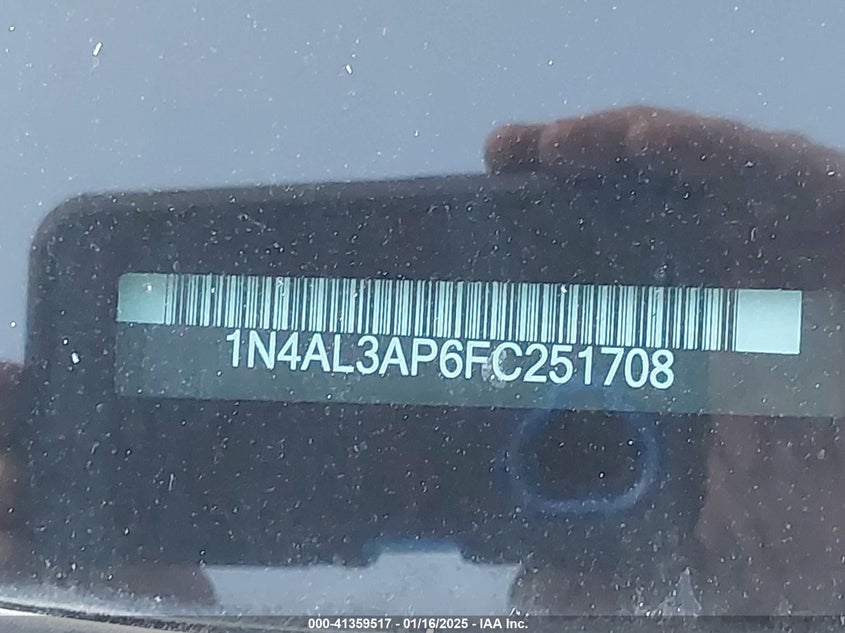 1N4AL3AP6FC251708
000-41359517 - 01/16/2025 - IAA Inc.